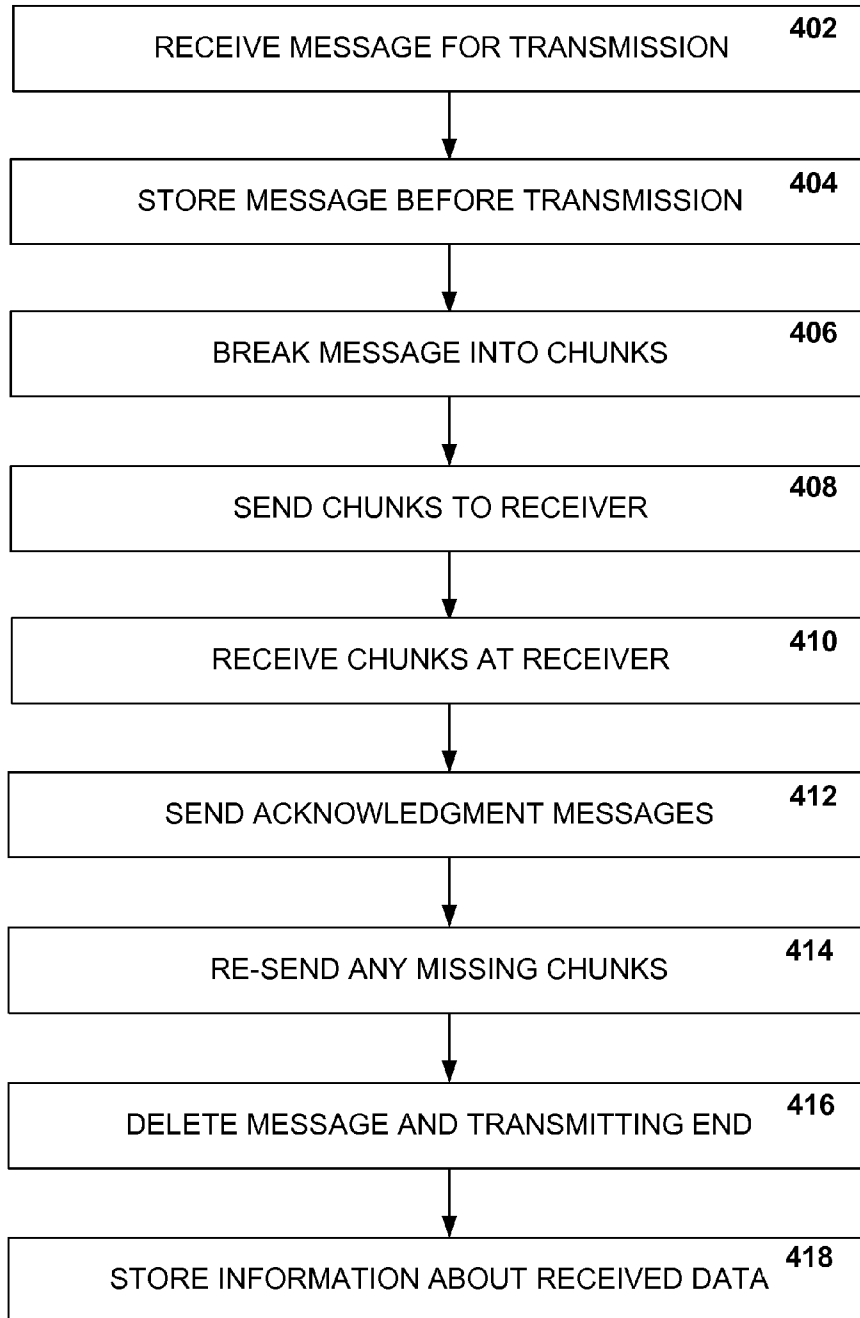 402
RECEIVE MESSAGE FOR TRANSMISSION
404
STORE MESSAGE BEFORE TRANSMISSION
406
BREAK MESSAGE INTO CHUNKS
408
SEND CHUNKS TO RECEIVER
410
RECEIVE CHUNKS AT RECEIVER
412
SEND ACKNOWLEDGMENT MESSAGES
414
RE-SEND ANY MISSING CHUNKS
416
DELETE MESSAGE AND TRANSMITTING END
418
STORE INFORMATION ABOUT RECEIVED DATA